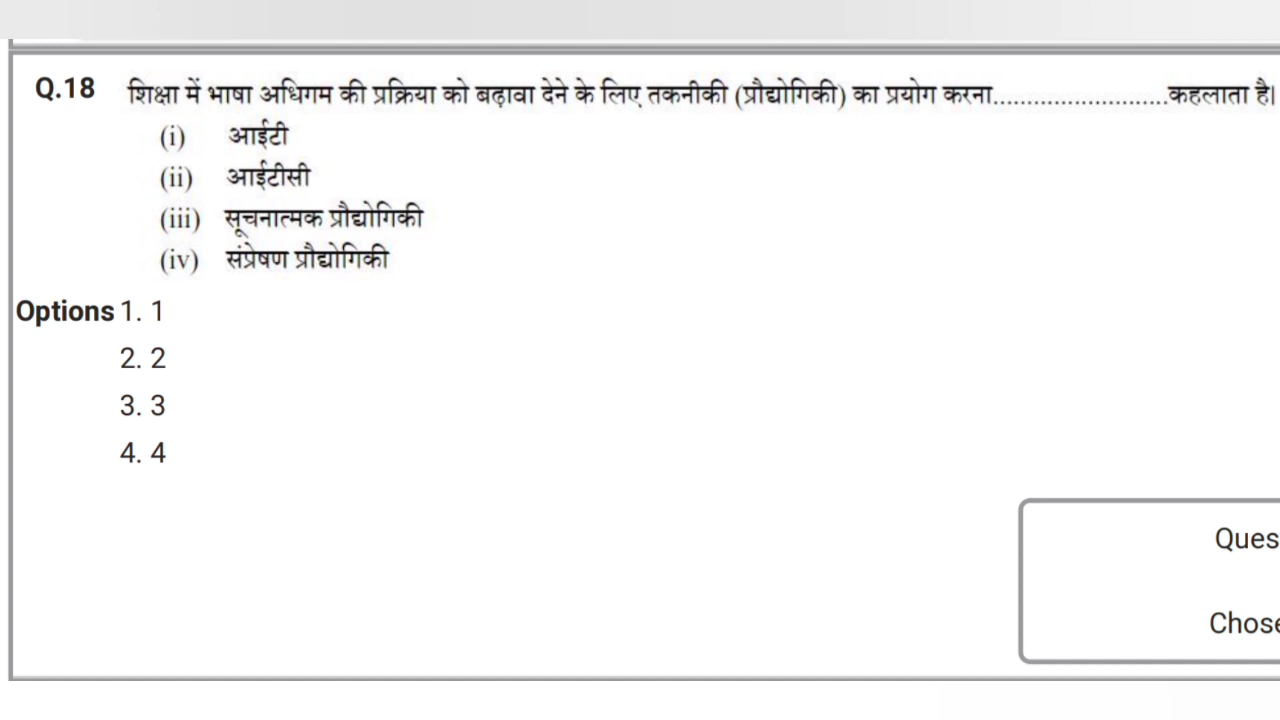 Q.18 शिक्षा में भाषा अधिगम की प्रक्रिया को बढ़ावा देने के लिए तकनीकी (प्रौद्योगिकी) का प्रयोग करना..........................कहलाता है।
(i) आईटी
(ii) आईटीसी
(iii) सूचनात्मक प्रौद्योगिकी
(iv) संप्रेषण प्रौद्योगिकी
Options 1. 1
2. 2
3. 3
4. 4
Ques
Chose